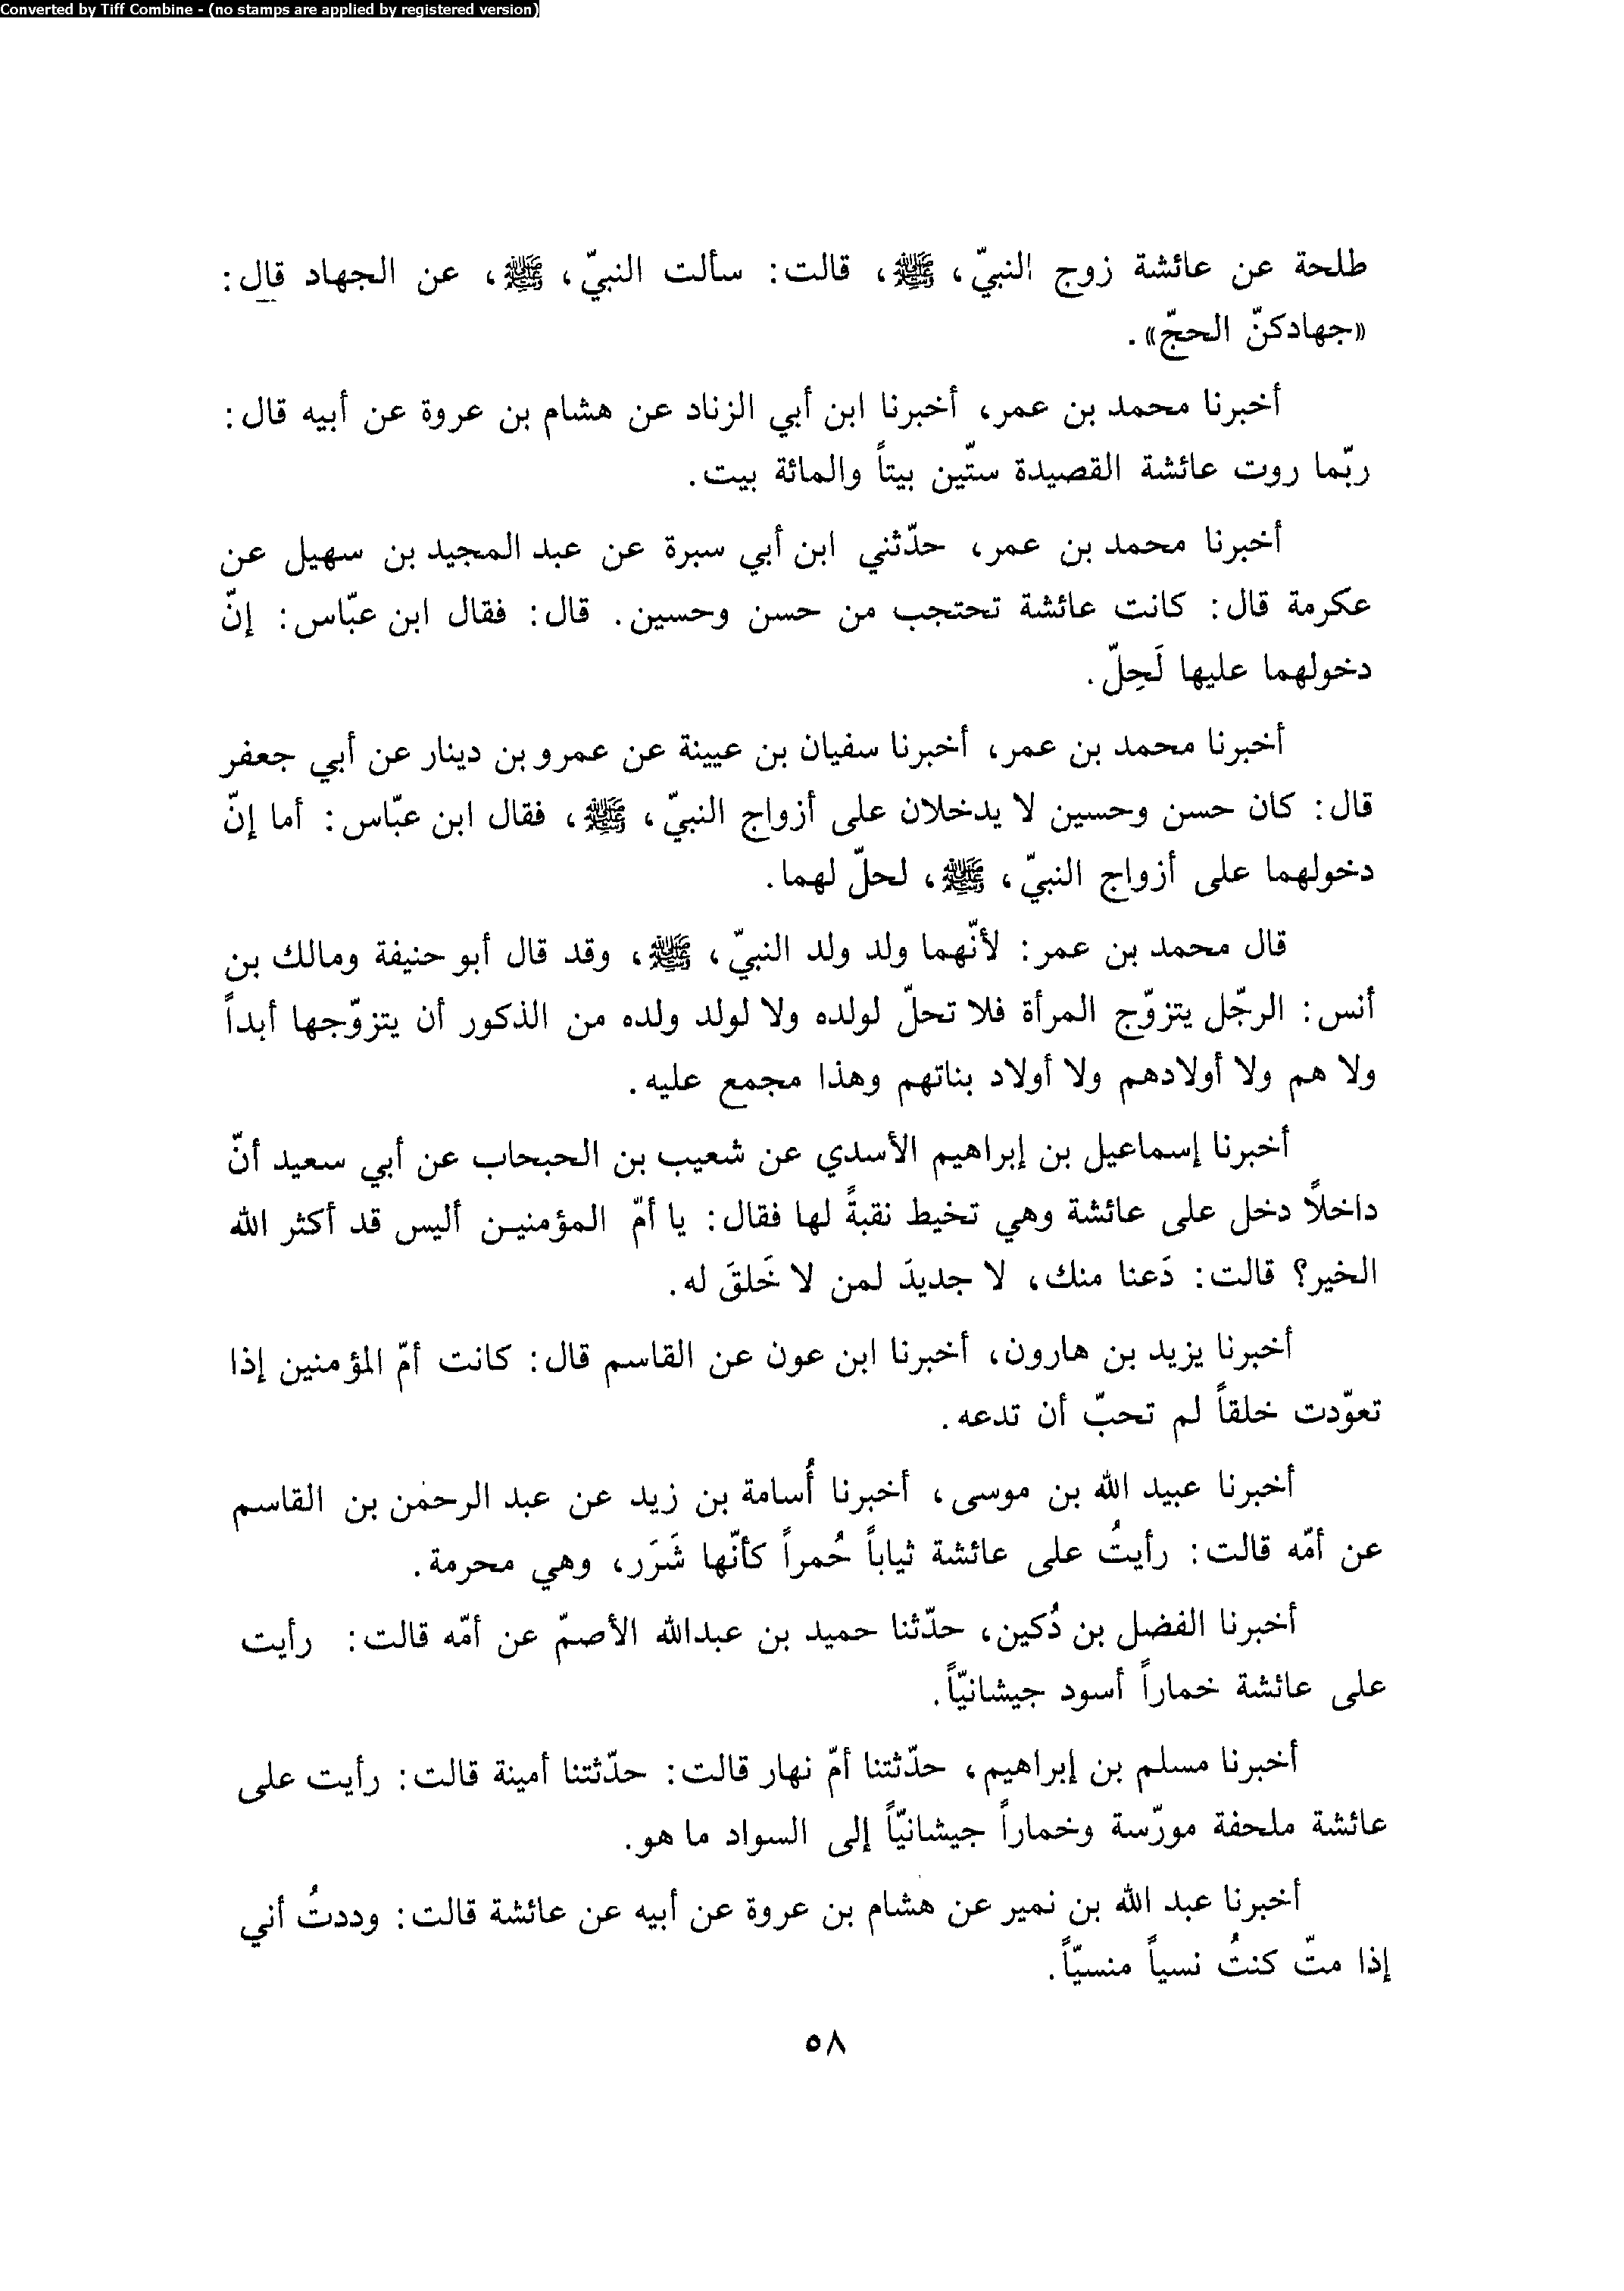 Converted by Tiff Combine - (no stamps are applied by registered version)
طلحة عن عائشة زوج النبيّ، ﷺ، قالت: سألت النبيّ، ﷺ، عن الجهاد قال:
«جهادكنّ الحجّ».
أخبرنا محمد بن عمر، أخبرنا ابن أبي الزناد عن هشام بن عروة عن أبيه قال:
ربّما روت عائشة القصيدة ستّين بيتاً والمائة بيت.
أخبرنا محمد بن عمر، حدّثني ابن أبي سبرة عن عبد المجيد بن سهيل عن
عكرمة قال: كانت عائشة تحتجب من حسن وحسين. قال: فقال ابن عبّاس: إنّ
دخولهما عليها لَحِلّ.
أخبرنا محمد بن عمر، أخبرنا سفيان بن عيينة عن عمرو بن دينار عن أبي جعفر
قال: كان حسن وحسين لا يدخلان على أزواج النبيّ، ﷺ، فقال ابن عبّاس: أما إنّ
دخولهما على أزواج النبيّ، ﷺ، لحلّ لهما.
قال محمد بن عمر: لأنّهما ولد ولد النبيّ، ﷺ، وقد قال أبو حنيفة ومالك بن
أنس: الرجّل يتزوّج المرأة فلا تحلّ لولده ولا لولد ولده من الذكور أن يتزوّجها أبداً
ولا هم ولا أولادهم ولا أولاد بناتهم وهذا مجمع عليه.
أخبرنا إسماعيل بن إبراهيم الأسدي عن شعيب بن الحبحاب عن أبي سعيد أنّ
داخلاً دخل على عائشة وهي تخيط نقبةً لها فقال: يا أمّ المؤمنين أليس قد أكثر الله
الخير؟ قالت: دَعنا منك، لا جديدَ لمن لا خَلقَ له.
أخبرنا يزيد بن هارون، أخبرنا ابن عون عن القاسم قال: كانت أمّ المؤمنين إذا
تعوّدت خلقاً لم تحبّ أن تدعه.
أخبرنا عبيد الله بن موسى، أخبرنا أُسامة بن زيد عن عبد الرحمٰن بن القاسم
عن أمّه قالت: رأيتُ على عائشة ثياباً حُمراً كأنّها شَرَر، وهي محرمة.
أخبرنا الفضل بن دُكين، حدّثنا حميد بن عبدالله الأصمّ عن أمّه قالت: رأيت
على عائشة خماراً أسود جيشانيّاً.
أخبرنا مسلم بن إبراهيم، حدّثتنا أمّ نهار قالت: حدّثتنا أمينة قالت: رأيت على
عائشة ملحفة مورّسة وخماراً جيشانيّاً إلى السواد ما هو.
أخبرنا عبد الله بن نمير عن هشام بن عروة عن أبيه عن عائشة قالت: وددتُ أني
إذا متّ كنتُ نسياً منسيّاً.
٥٨